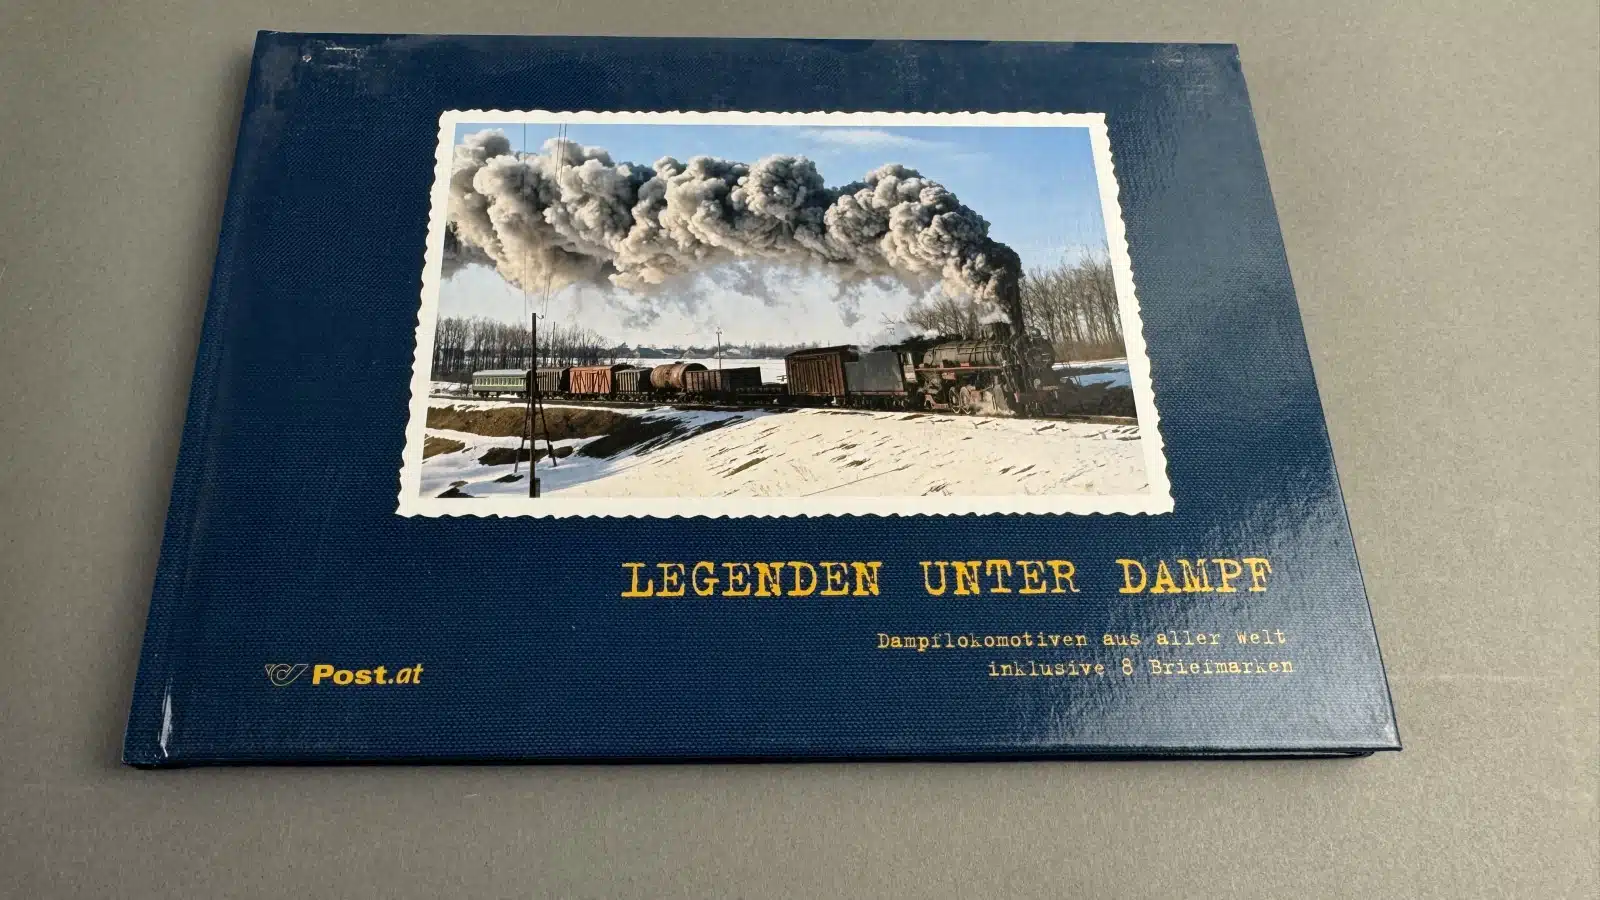 LEGENDEN UNTER DAMPF
Dampflokomotiven aus aller Welt
inklusive 8 Briefmarken
Post.at